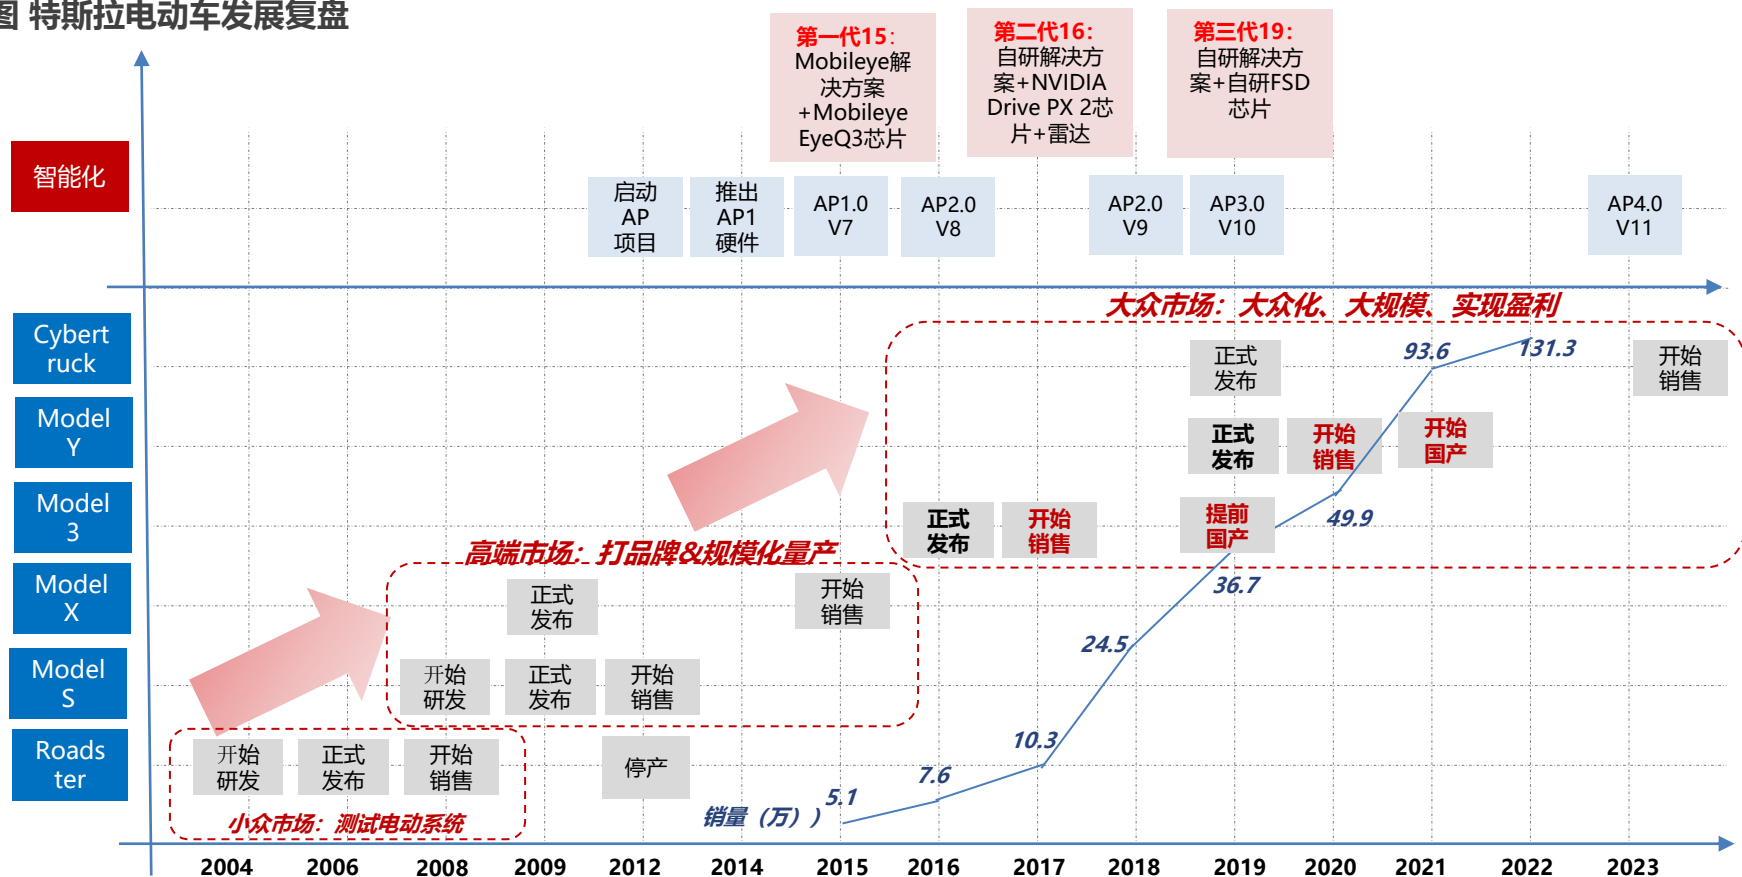 图 特斯拉电动车发展复盘
第一代15：
Mobileye解
决方案
+Mobileye
EyeQ3芯片
第二代16：
自研解决方
案+NVIDIA
Drive PX 2芯
片+雷达
第三代19：
自研解决方
案+自研FSD
芯片
智能化
启动
AP
项目
推出
AP1
硬件
AP1.0
V7
AP2.0
V8
AP2.0
V9
AP3.0
V10
AP4.0
V11
大众市场：大众化、大规模、实现盈利
Cybert
ruck
正式
发布
93.6
131.3
开始
销售
Model
Y
正式
发布
开始
销售
开始
国产
Model
3
正式
发布
开始
销售
提前
国产
49.9
高端市场：打品牌&规模化量产
Model
X
正式
发布
开始
销售
36.7
Model
S
开始
研发
正式
发布
开始
销售
24.5
Roads
ter
开始
研发
正式
发布
开始
销售
停产
10.3
7.6
5.1
销量（万））
小众市场：测试电动系统
2004 2006 2008 2009 2012 2014 2015 2016 2017 2018 2019 2020 2021 2022 2023